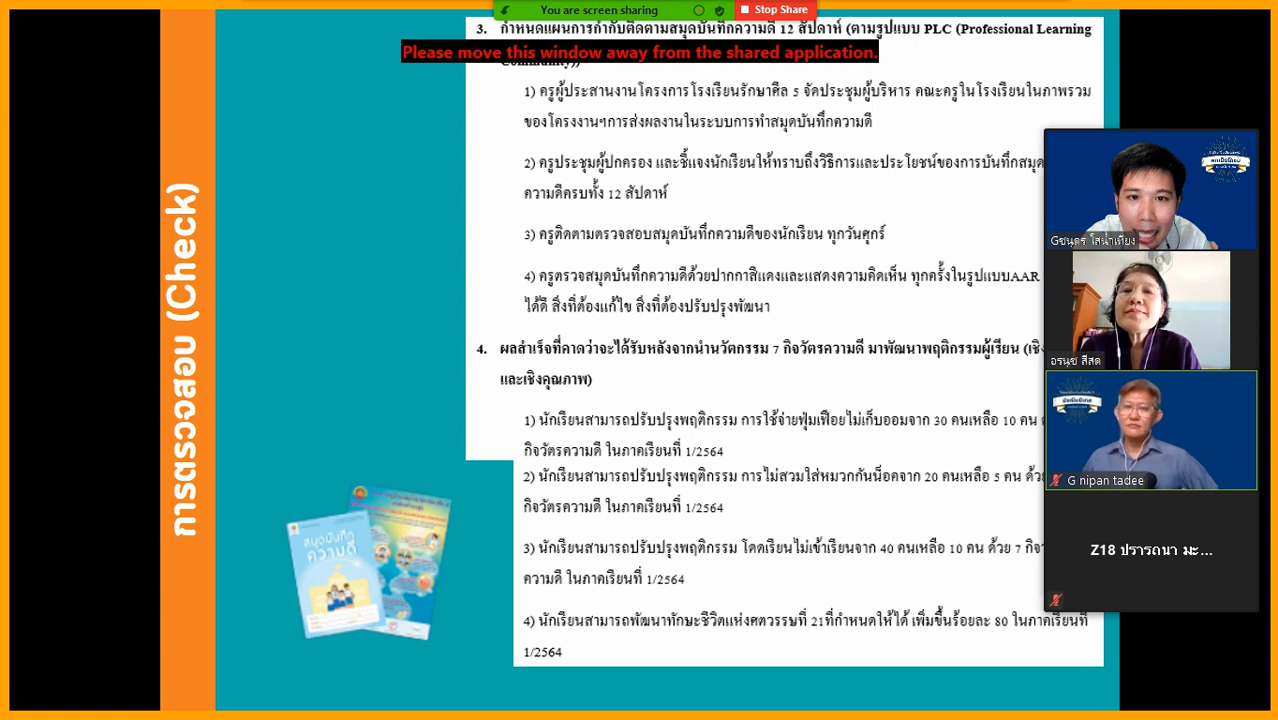 You are screen sharing
Stop Share
3. กำหนดแผนการกำกับติดตามสมุดบันทึกความดี 12 สัปดาห์ (ตามรูปแบบ PLC (Professional Learning
Please move this window away from the shared application.
Community))
1) ครูผู้ประสานงานโครงการโรงเรียนรักษาศีล 5 จัดประชุมผู้บริหาร คณะครูในโรงเรียนในภาพรวม
ของโครงงานฯการส่งผลงานในระบบการทำสมุดบันทึกความดี
2) ครูประชุมผู้ปกครอง และชี้แจงนักเรียนให้ทราบถึงวิธีการและประโยชน์ของการบันทึกสมุด
ความดีครบทั้ง 12 สัปดาห์
3) ครูติดตามตรวจสอบสมุดบันทึกความดีของนักเรียน ทุกวันศุกร์
4) ครูตรวจสมุดบันทึกความดีด้วยปากกาสีแดงและแสดงความคิดเห็น ทุกครั้งในรูปแบบAAR
ได้ดี สิ่งที่ต้องแก้ไข สิ่งที่ต้องปรับปรุงพัฒนา
4. ผลสำเร็จที่คาดว่าจะได้รับหลังจากนำนวัตกรรม 7 กิจวัตรความดี มาพัฒนาพฤติกรรมผู้เรียน (เชิง
และเชิงคุณภาพ)
1) นักเรียนสามารถปรับปรุงพฤติกรรม การใช้จ่ายฟุ่มเฟือยไม่เก็บออมจาก 30 คนเหลือ 10 คน
กิจวัตรความดี ในภาคเรียนที่ 1/2564
2) นักเรียนสามารถปรับปรุงพฤติกรรม การไม่สวมใส่หมวกกันน็อคจาก 20 คนเหลือ 5 คน ด้วย
กิจวัตรความดี ในภาคเรียนที่ 1/2564
3) นักเรียนสามารถปรับปรุงพฤติกรรม โดดเรียนไม่เข้าเรียนจาก 40 คนเหลือ 10 คน ด้วย 7 กิจ
ความดี ในภาคเรียนที่ 1/2564
4) นักเรียนสามารถพัฒนาทักษะชีวิตแห่งศตวรรษที่ 21ที่กำหนดให้ได้ เพิ่มขึ้นร้อยละ 80 ในภาคเรียนที่
1/2564
การตรวจสอบ (Check)
สมุดบันทึก
ความดี
Gชนุตร โสน่าเที่ยง
อรนุช สีสด
G nipan tadee
Z18 ปรารถนา มะ...